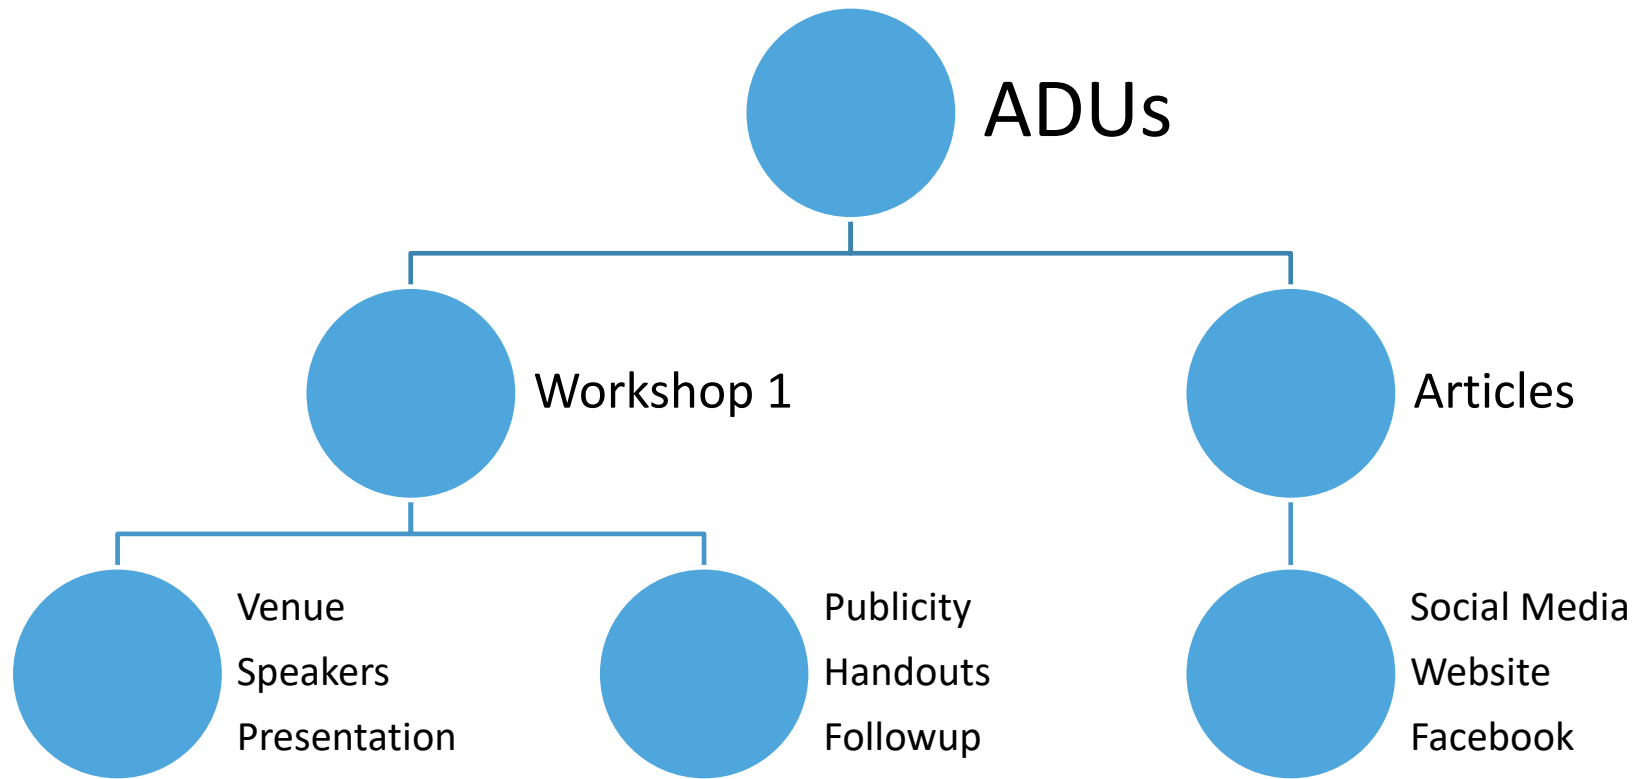 ADUs
Workshop 1
Articles
Venue
Speakers
Presentation
Publicity
Handouts
Followup
Social Media
Website
Facebook